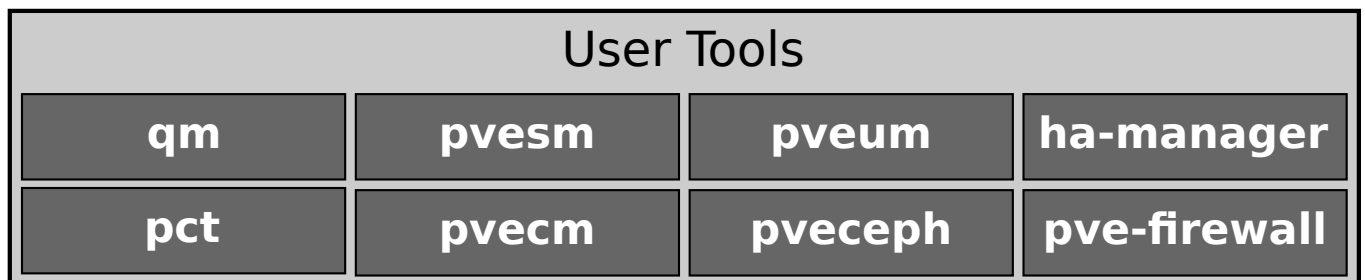 User Tools
qm pvesm pveum ha-manager
pct pvecm pveceph pve-firewall